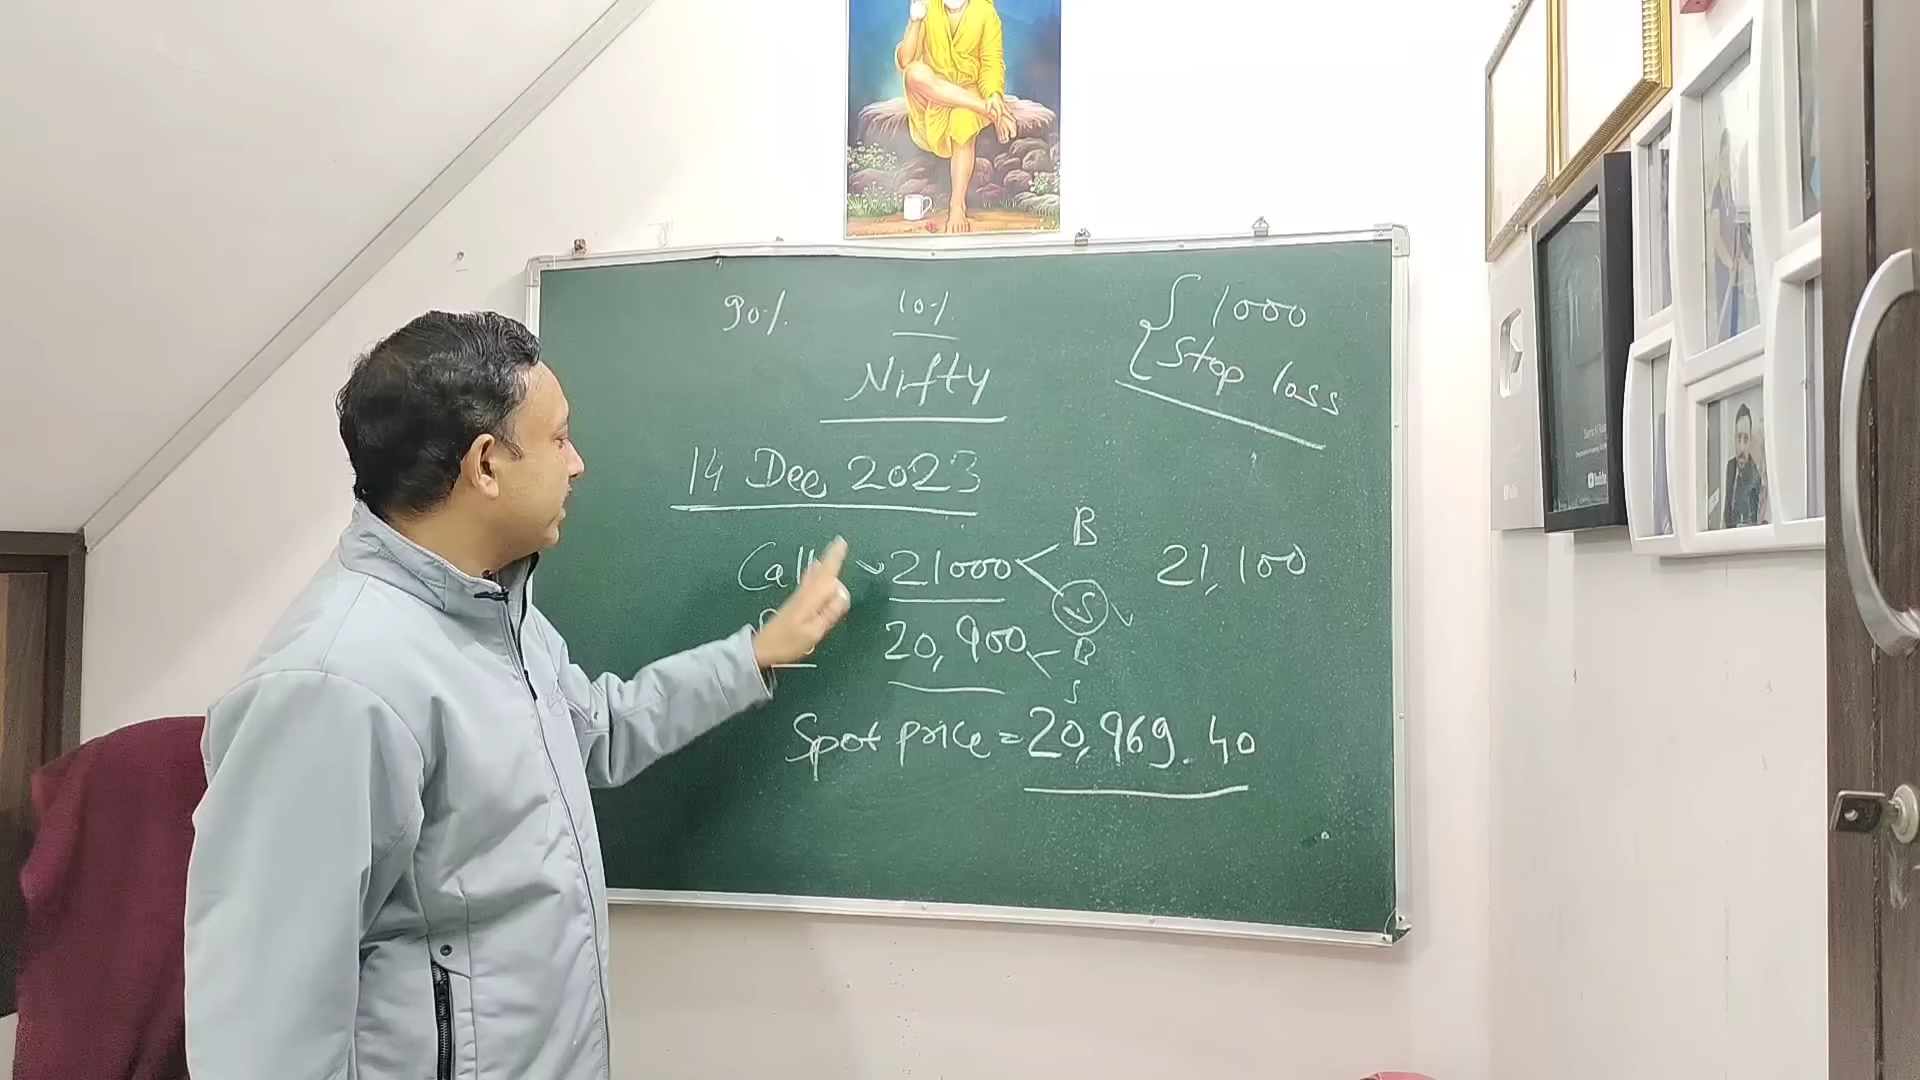 90% 10%
Nifty
1000
Stop loss
14 Dec 2023
B
Call 21000 21,100
S
20,900 B
S
Spot price = 20,969.40
YouTube